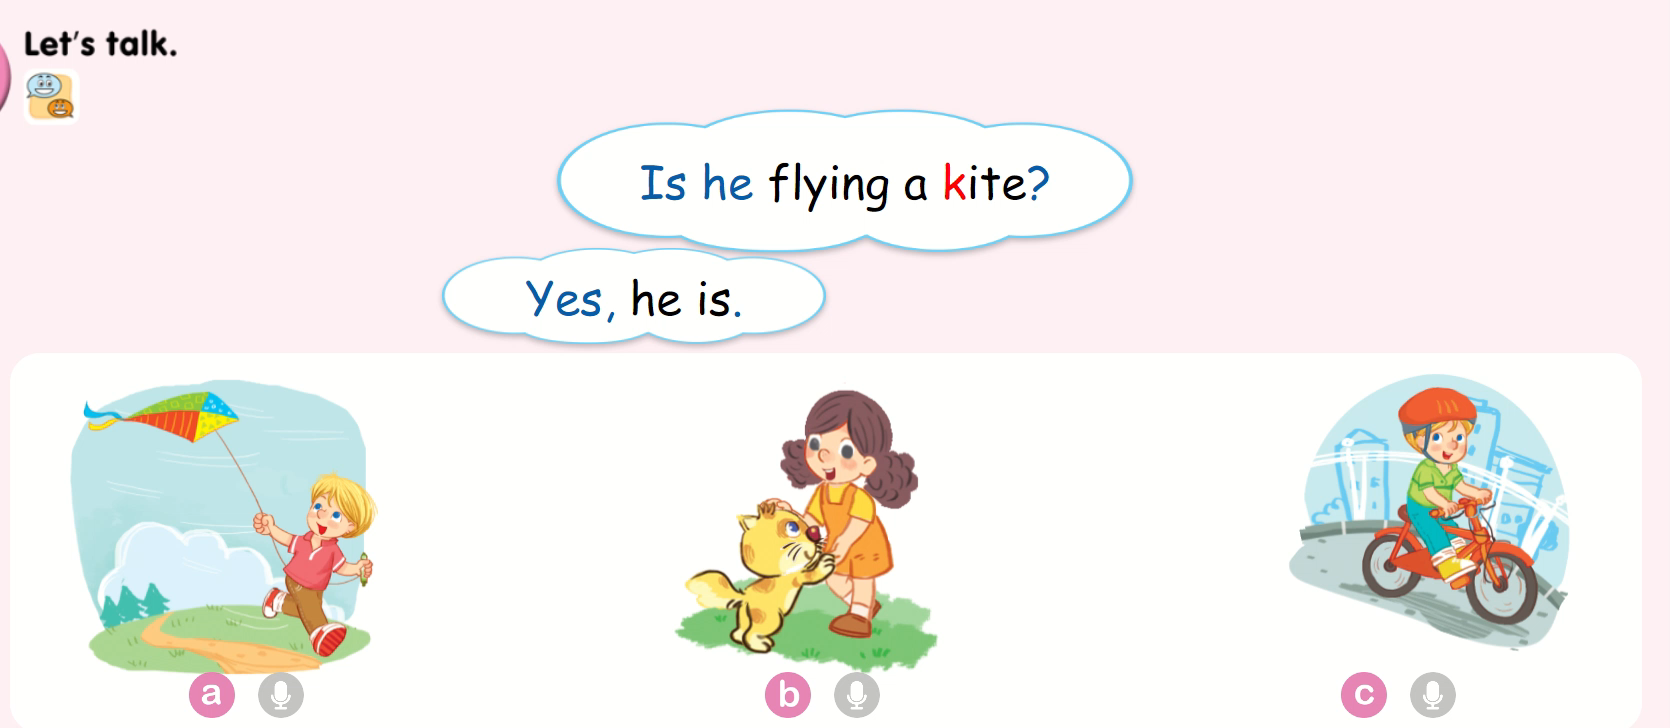 Let's talk.
Is he flying a kite?
Yes, he is.
a
b
c